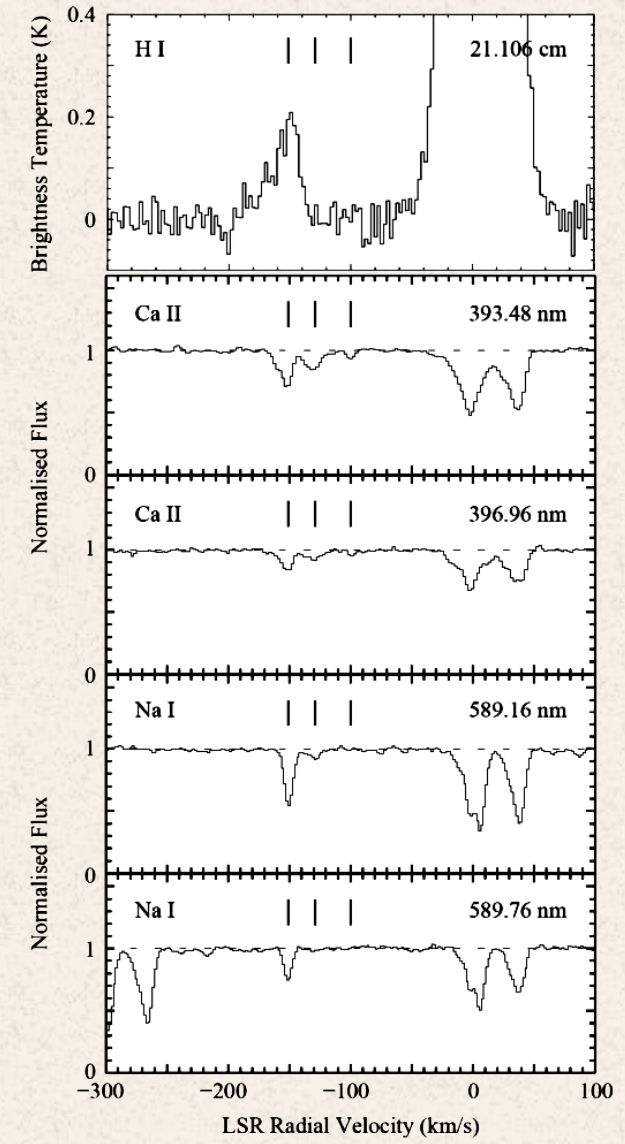 0.4
H I
21.106 cm
0.2
0
Brightness Temperature (K)
Ca II
393.48 nm
1
0
Ca II
396.96 nm
1
0
Normalised Flux
Na I
589.16 nm
1
0
Na I
589.76 nm
1
0
Normalised Flux
−300
−200
−100
0
100
LSR Radial Velocity (km/s)